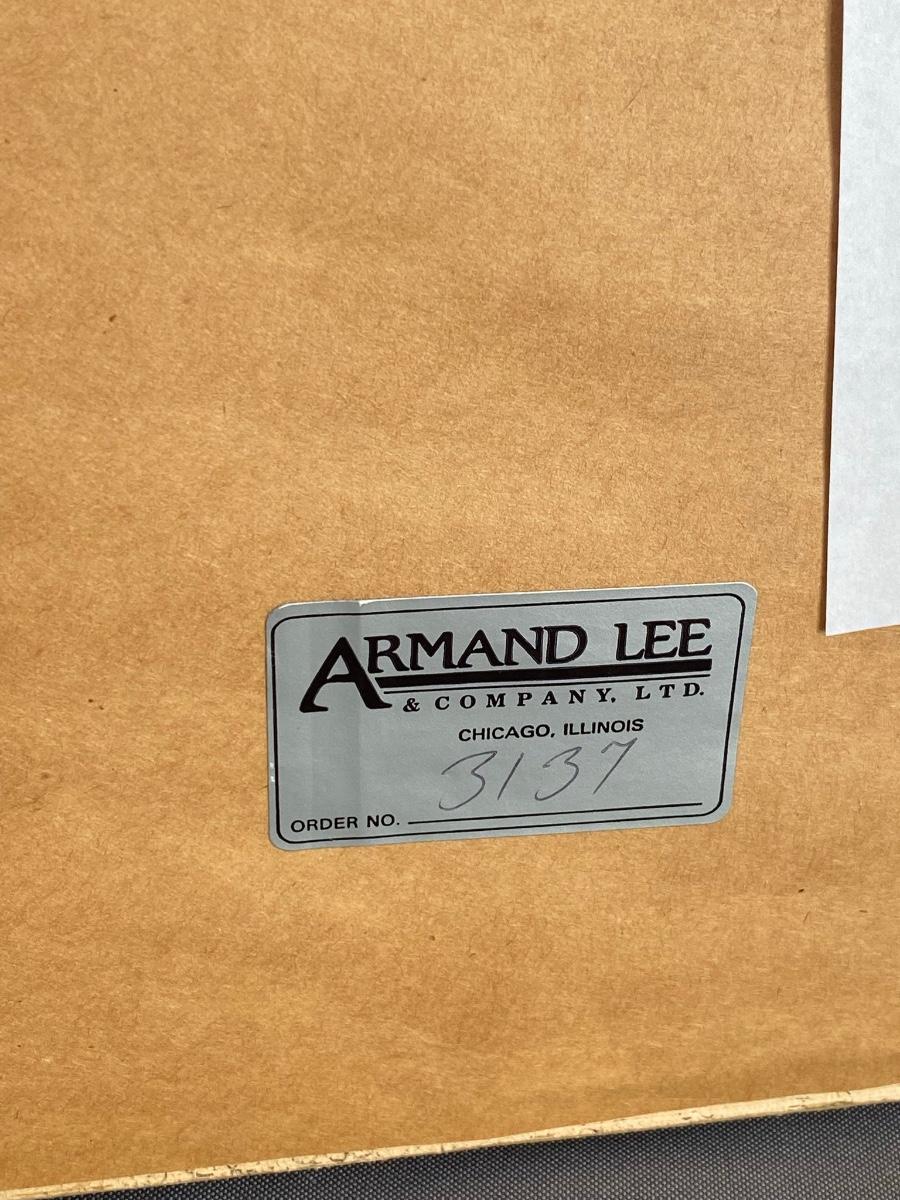 ARMAND LEE
& COMPANY, LTD.
CHICAGO, ILLINOIS
3137
ORDER NO.